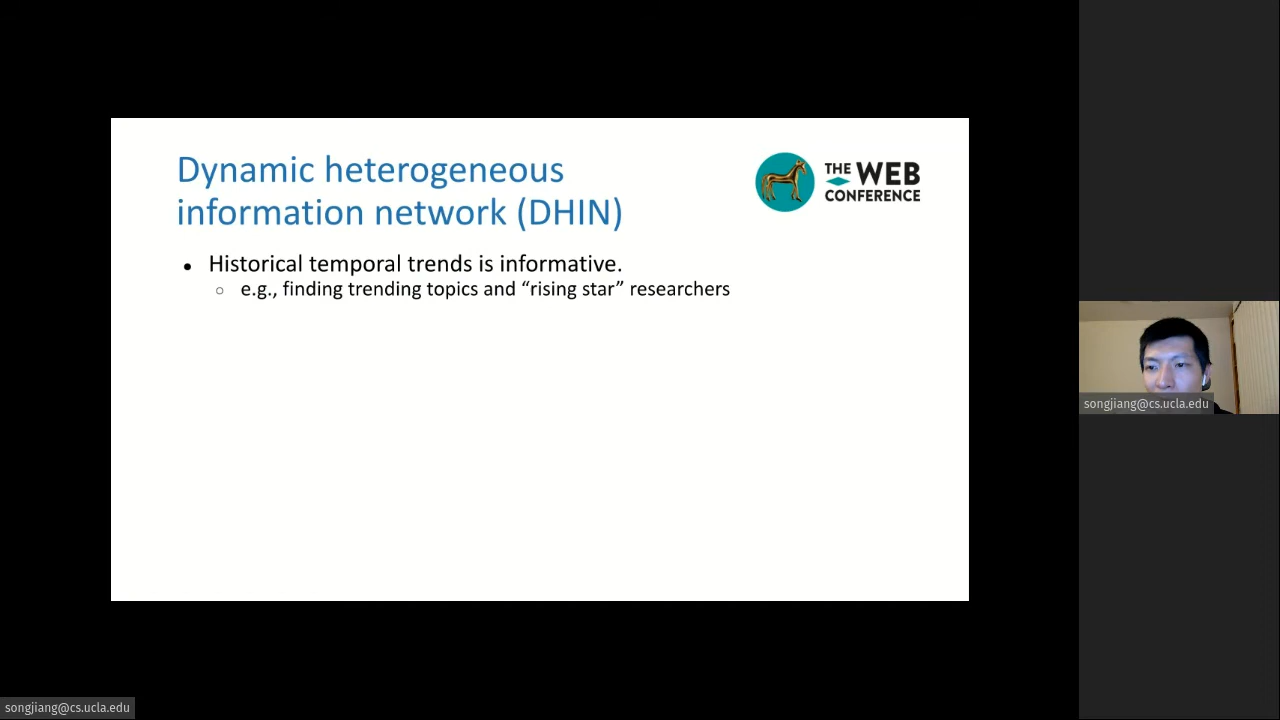 Dynamic heterogeneous
information network (DHIN)
THE WEB
CONFERENCE
● Historical temporal trends is informative.
○ e.g., finding trending topics and “rising star” researchers
songjiang@cs.ucla.edu
songjiang@cs.ucla.edu